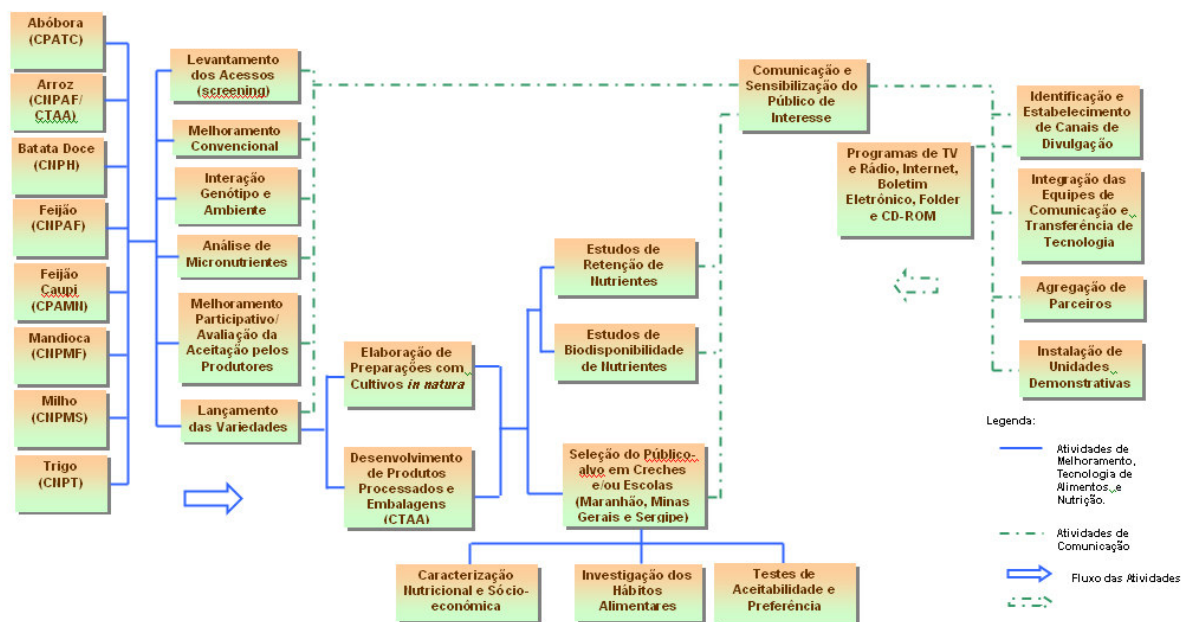 Abóbora
(CPATC)
Arroz
(CNPAF/
CTAA)
Batata Doce
(CNPH)
Feijão
(CNPAF)
Feijão
Caupi
(CPAMN)
Mandioca
(CNPMF)
Milho
(CNPMS)
Trigo
(CNPT)
Levantamento
dos Acessos
(screening)
Melhoramento
Convencional
Interação
Genótipo e
Ambiente
Análise de
Micronutrientes
Melhoramento
Participativo/
Avaliação da
Aceitação pelos
Produtores
Lançamento
das Variedades
Elaboração de
Preparações com
Cultivos in natura
Desenvolvimento
de Produtos
Processados e
Embalagens
(CTAA)
Estudos de
Retenção de
Nutrientes
Estudos de
Biodisponibilidade
de Nutrientes
Seleção do Público-
alvo em Creches
e/ou Escolas
(Maranhão, Minas
Gerais e Sergipe)
Caracterização
Nutricional e Sócio-
econômica
Investigação dos
Hábitos
Alimentares
Testes de
Aceitabilidade e
Preferência
Comunicação e
Sensibilização do
Público de
Interesse
Programas de TV
e Rádio, Internet,
Boletim
Eletrônico, Folder
e CD-ROM
Identificação e
Estabelecimento
de Canais de
Divulgação
Integração das
Equipes de
Comunicação e
Transferência de
Tecnologia
Agregação de
Parceiros
Instalação de
Unidades
Demonstrativas
Legenda:
Atividades de
Melhoramento,
Tecnologia de
Alimentos e
Nutrição.
Atividades de
Comunicação
Fluxo das Atividades